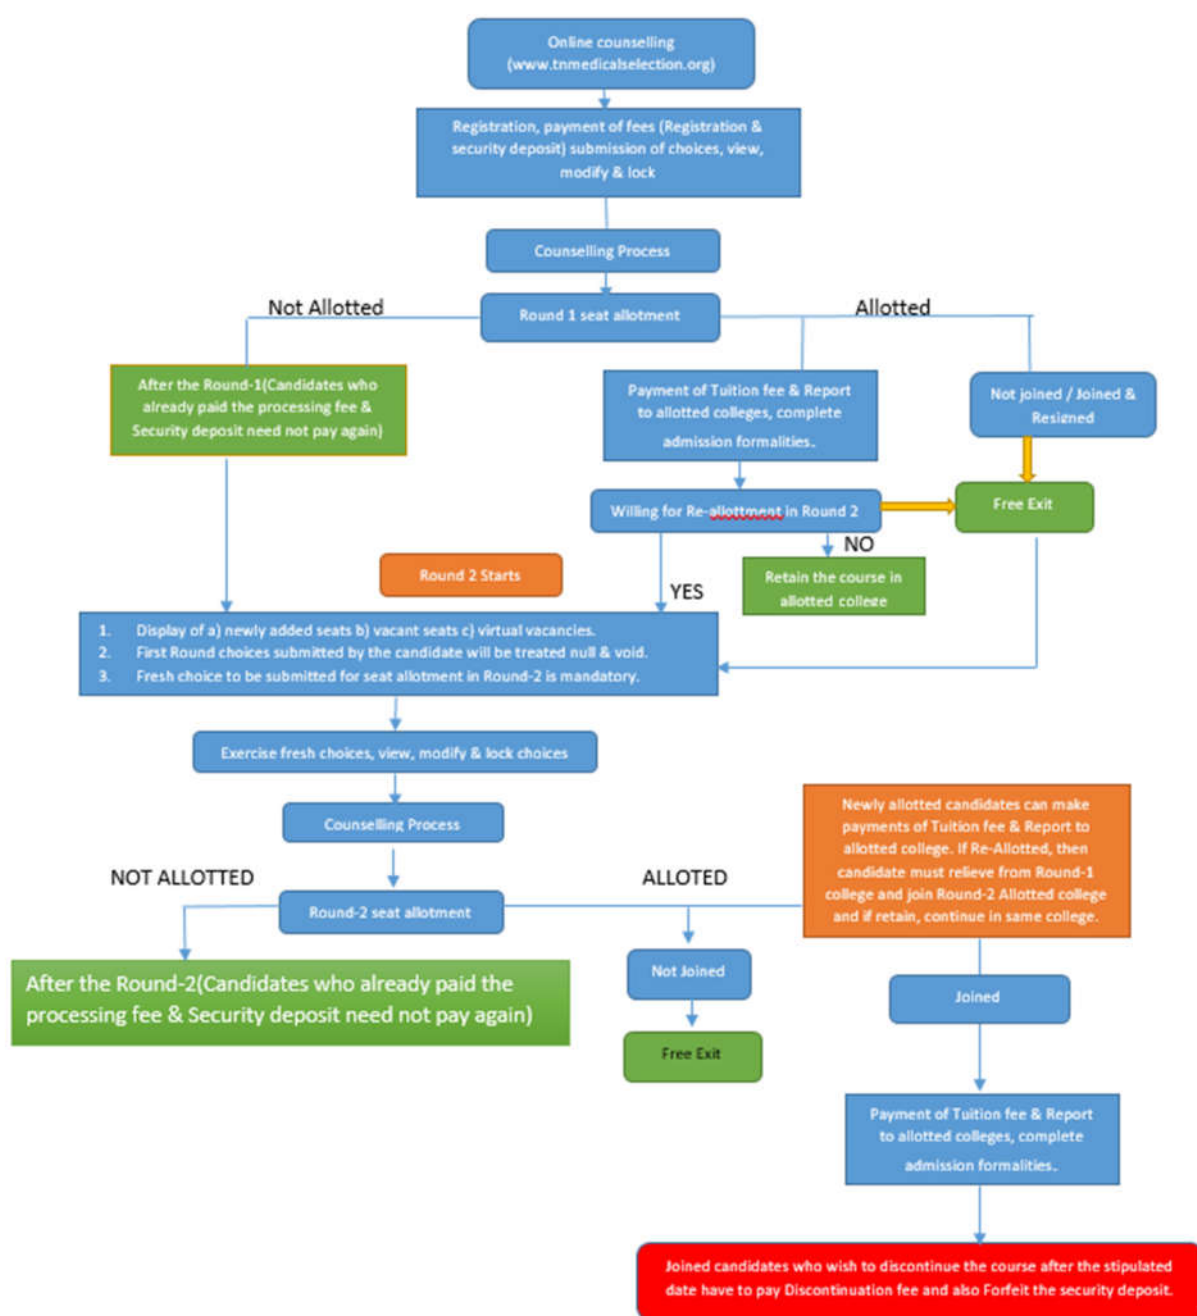 Online counselling
(www.tnmedicalselection.org)
Registration, payment of fees (Registration &
security deposit) submission of choices, view,
modify & lock
Counselling Process
Not Allotted
Round 1 seat allotment
Allotted
After the Round-1(Candidates who
already paid the processing fee &
Security deposit need not pay again)
Payment of Tuition fee & Report
to allotted colleges, complete
admission formalities.
Not joined / Joined &
Resigned
Willing for Re-allottment in Round 2
Free Exit
NO
Retain the course in
allotted college
Round 2 Starts
YES
1. Display of a) newly added seats b) vacant seats c) virtual vacancies.
2. First Round choices submitted by the candidate will be treated null & void.
3. Fresh choice to be submitted for seat allotment in Round-2 is mandatory.
Exercise fresh choices, view, modify & lock choices
Counselling Process
Newly allotted candidates can make
payments of Tuition fee & Report to
allotted college. If Re-Allotted, then
candidate must relieve from Round-1
college and join Round-2 Allotted college
and if retain, continue in same college.
NOT ALLOTTED
Round-2 seat allotment
ALLOTED
After the Round-2(Candidates who already paid the
processing fee & Security deposit need not pay again)
Not Joined
Joined
Free Exit
Payment of Tuition fee & Report
to allotted colleges, complete
admission formalities.
Joined candidates who wish to discontinue the course after the stipulated
date have to pay Discontinuation fee and also Forfeit the security deposit.